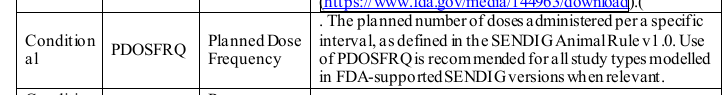 (https://www.fda.gov/media/144963/download).(
Condition
al
PDOSFRQ
Planned Dose
Frequency
. The planned number of doses administered per a specific
interval, as defined in the SENDIG Animal Rule v1.0. Use
of PDOSFRQ is recommended for all study types modelled
in FDA-supported SENDIG versions when relevant.